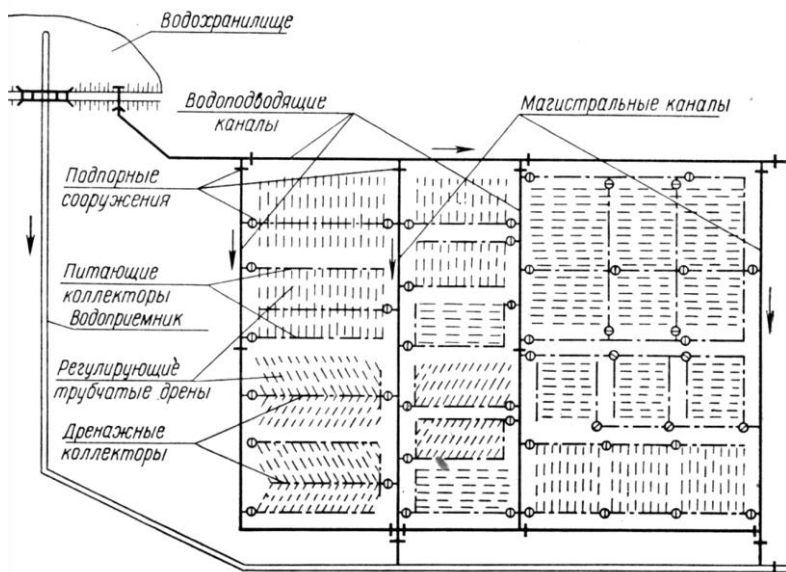 Водохранилище
Водоподводящие
каналы
Магистральные каналы
Подпорные
сооружения
Питающие
коллекторы
Водоприемник
Регулирующие
трубчатые дрены
Дренажные
коллекторы